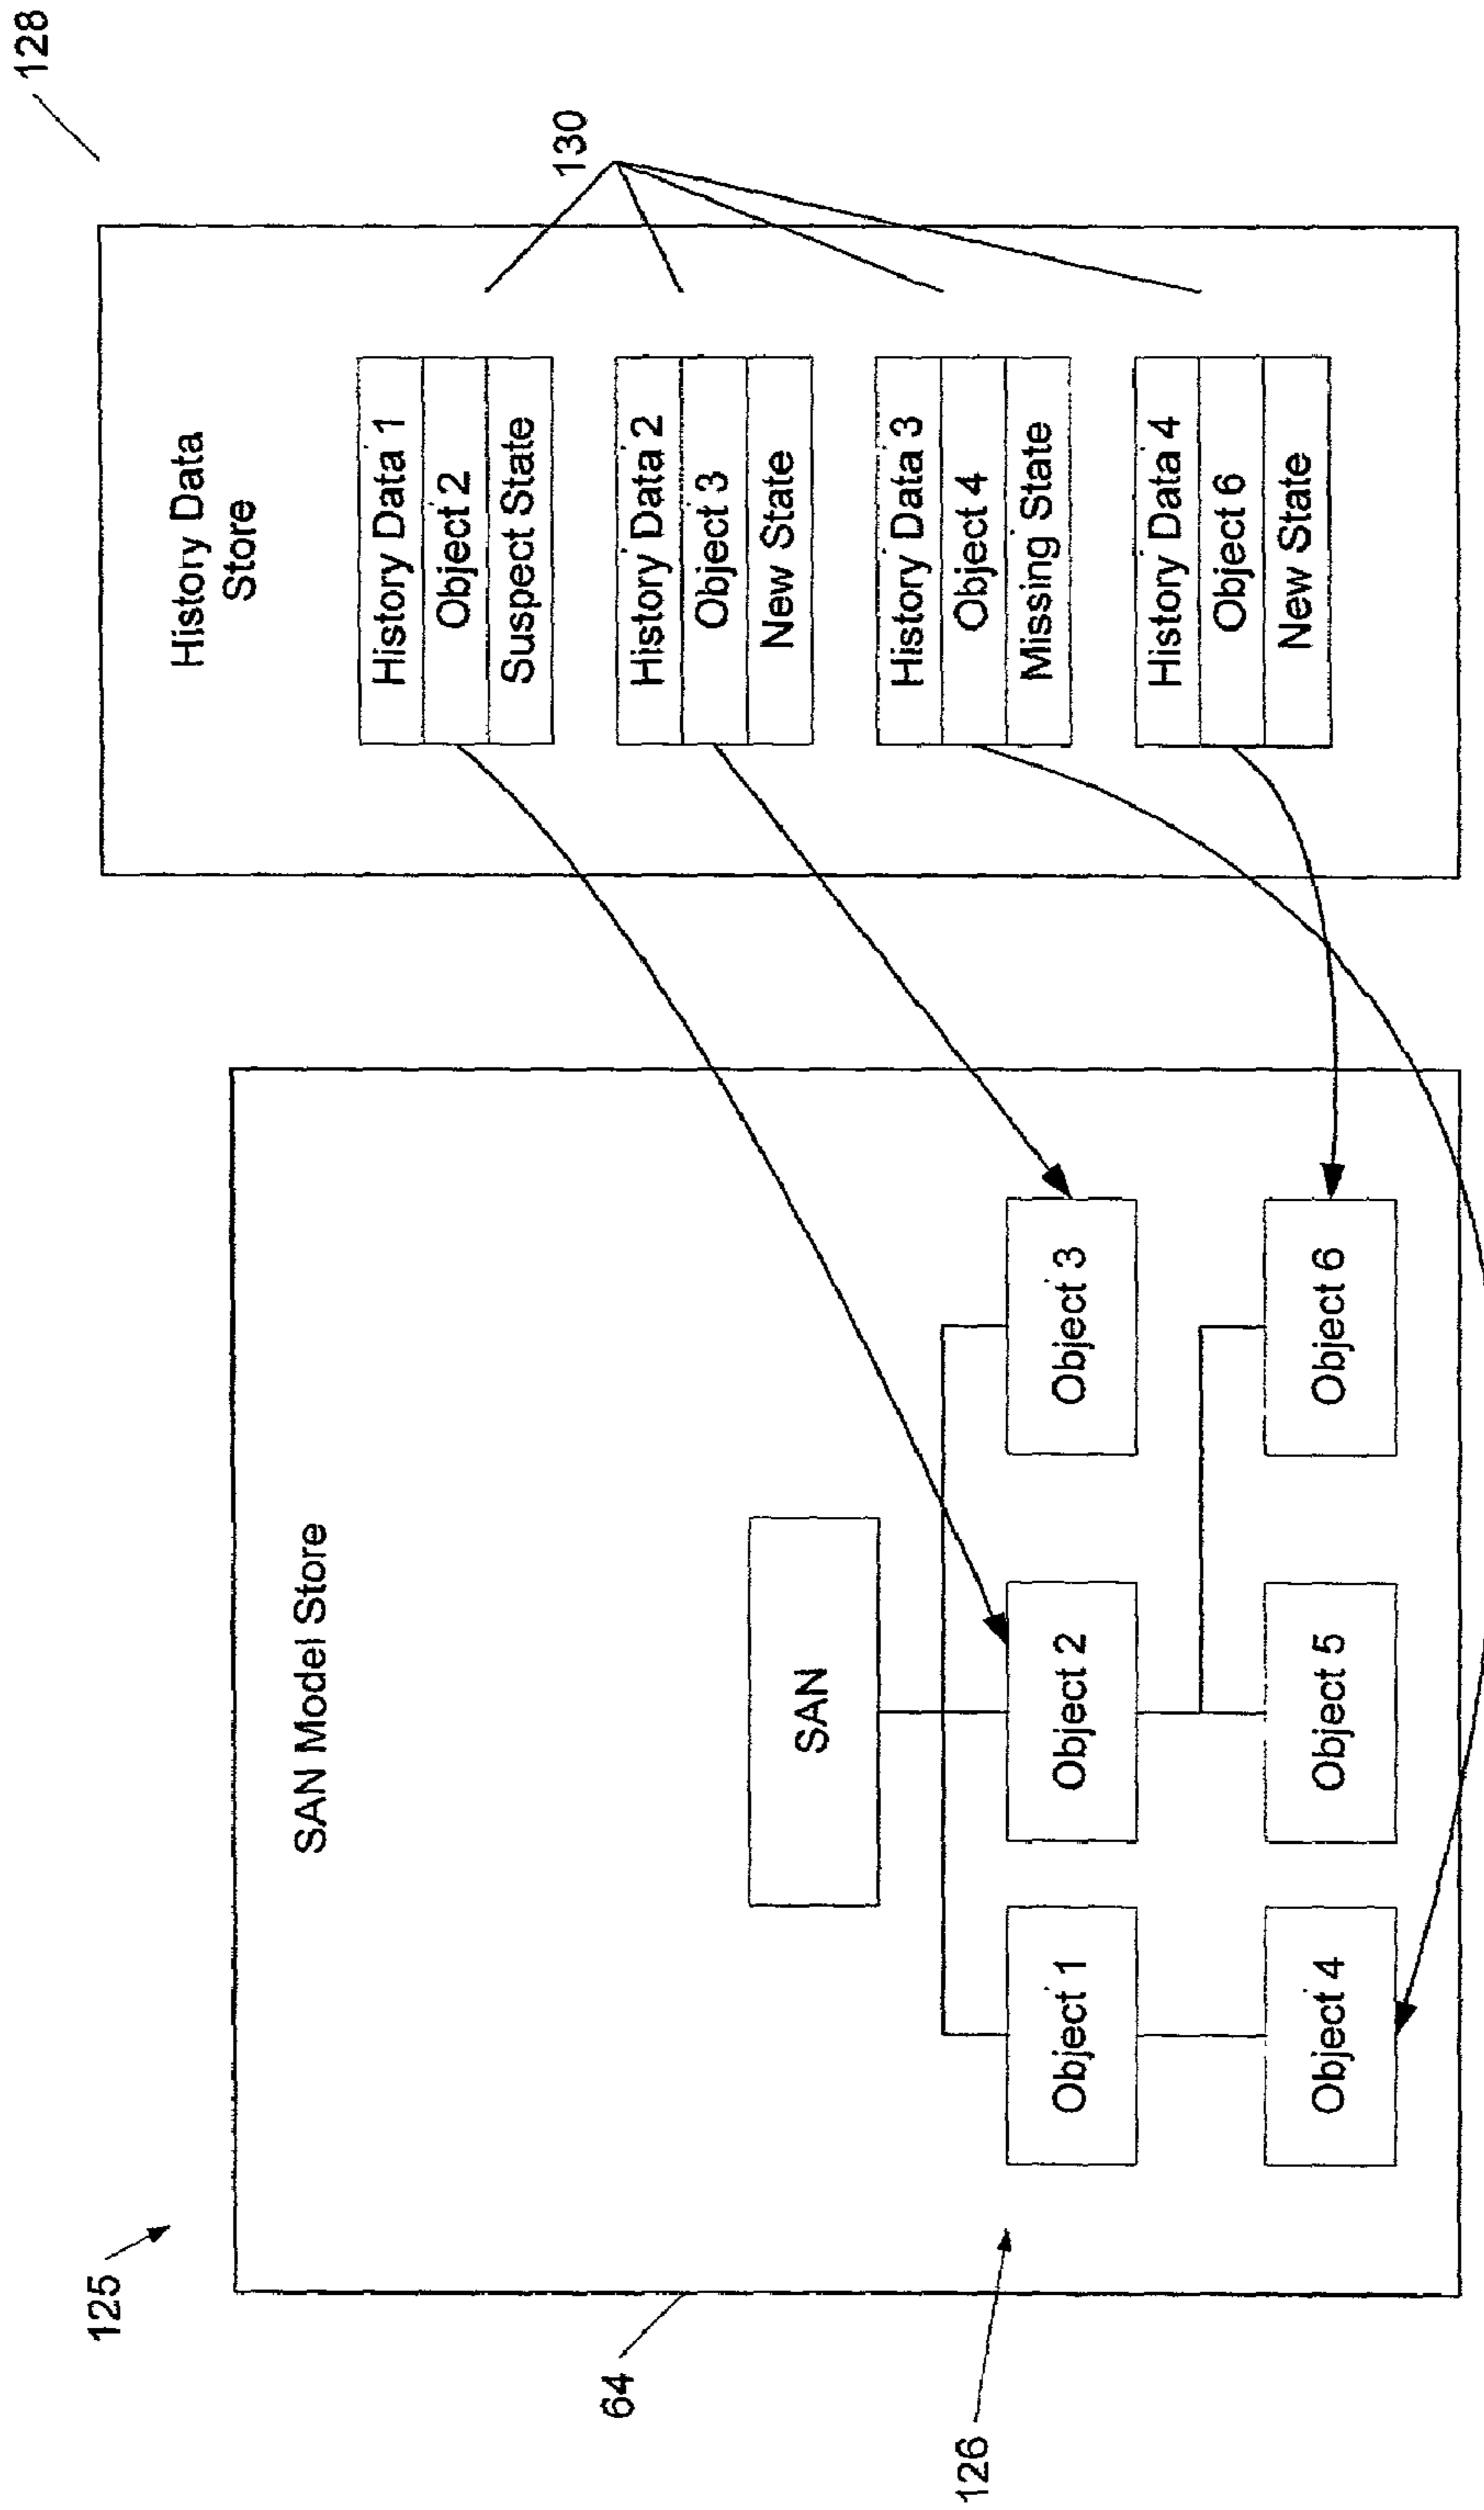 125
128
64
126
130
SAN Model Store
SAN
Object 1
Object 2
Object 3
Object 4
Object 5
Object 6
History Data
Store
History Data 1
Object 2
Suspect State
History Data 2
Object 3
New State
History Data 3
Object 4
Missing State
History Data 4
Object 6
New State